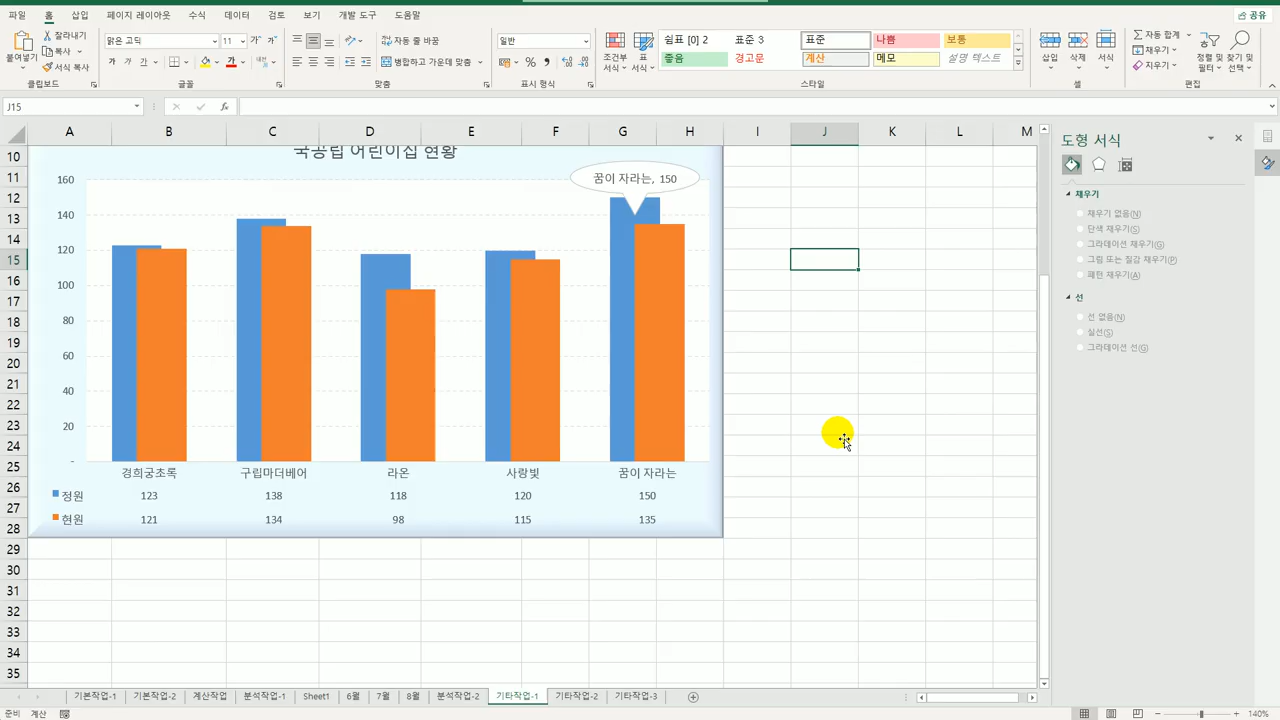 파일 홈 삽입 페이지 레이아웃 수식 데이터 검토 보기 개발 도구 도움말 공유
붙여넣기 잘라내기 복사 서식 복사 클립보드
맑은 고딕 11 가 가 가 가 가 글꼴
자동 줄 바꿈 병합하고 가운데 맞춤 맞춤
일반 % 표시 형식
조건부 서식 표 서식 쉼표 [0] 2 표준 3 표준 나쁨 보통
좋음 경고문 계산 메모 설명 텍스트 스타일
삽입 삭제 서식 셀
자동 합계 채우기 지우기 정렬 및 필터 찾기 및 선택 편집
J15 fx
A B C D E F G H I J K L M
10
11
12
13
14
15
16
17
18
19
20
21
22
23
24
25
26
27
28
29
30
31
32
33
34
35
국공립 어린이집 현황
꿈이 자라는, 150
160
140
120
100
80
60
40
20
-
경희궁초록 구립마더베어 라온 사랑빛 꿈이 자라는
정원 123 138 118 120 150
현원 121 134 98 115 135
도형 서식
채우기
채우기 없음(N)
단색 채우기(S)
그라데이션 채우기(G)
그림 또는 질감 채우기(P)
패턴 채우기(A)
선
선 없음(N)
실선(S)
그라데이션 선(G)
기본작업-1 기본작업-2 계산작업 분석작업-1 Sheet1 6월 7월 8월 분석작업-2 기타작업-1 기타작업-2 기타작업-3
준비 계산 140%